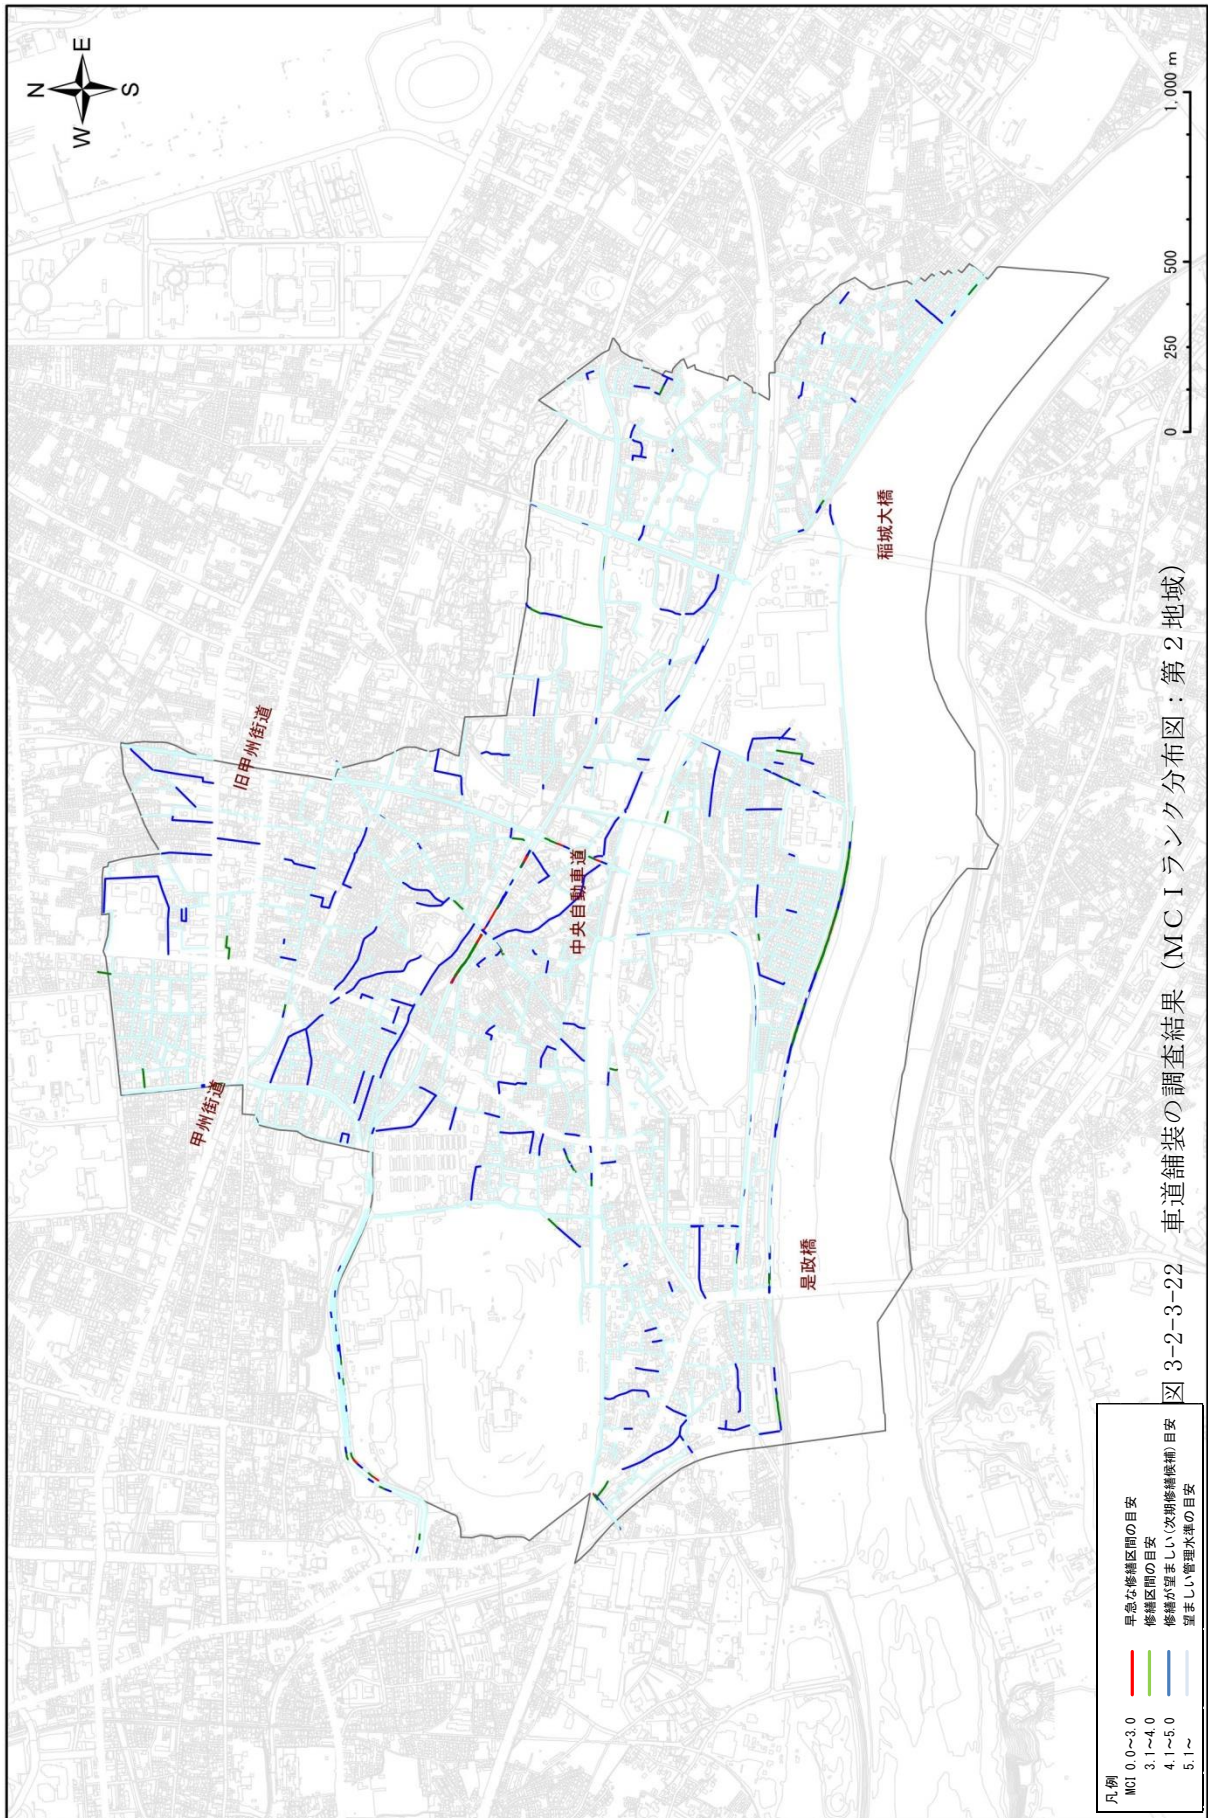 N
E
W
S
甲州街道
旧甲州街道
中央自動車道
稲城大橋
是政橋
0 250 500 1,000 m
凡例
MCI 0.0~3.0 早急な修繕区間の目安
3.1~4.0 修繕区間の目安
4.1~5.0 修繕が望ましい(次期修繕候補)目安
5.1~ 望ましい管理水準の目安
図 3-2-3-22 車道舗装の調査結果(MCIランク分布図:第2地域)